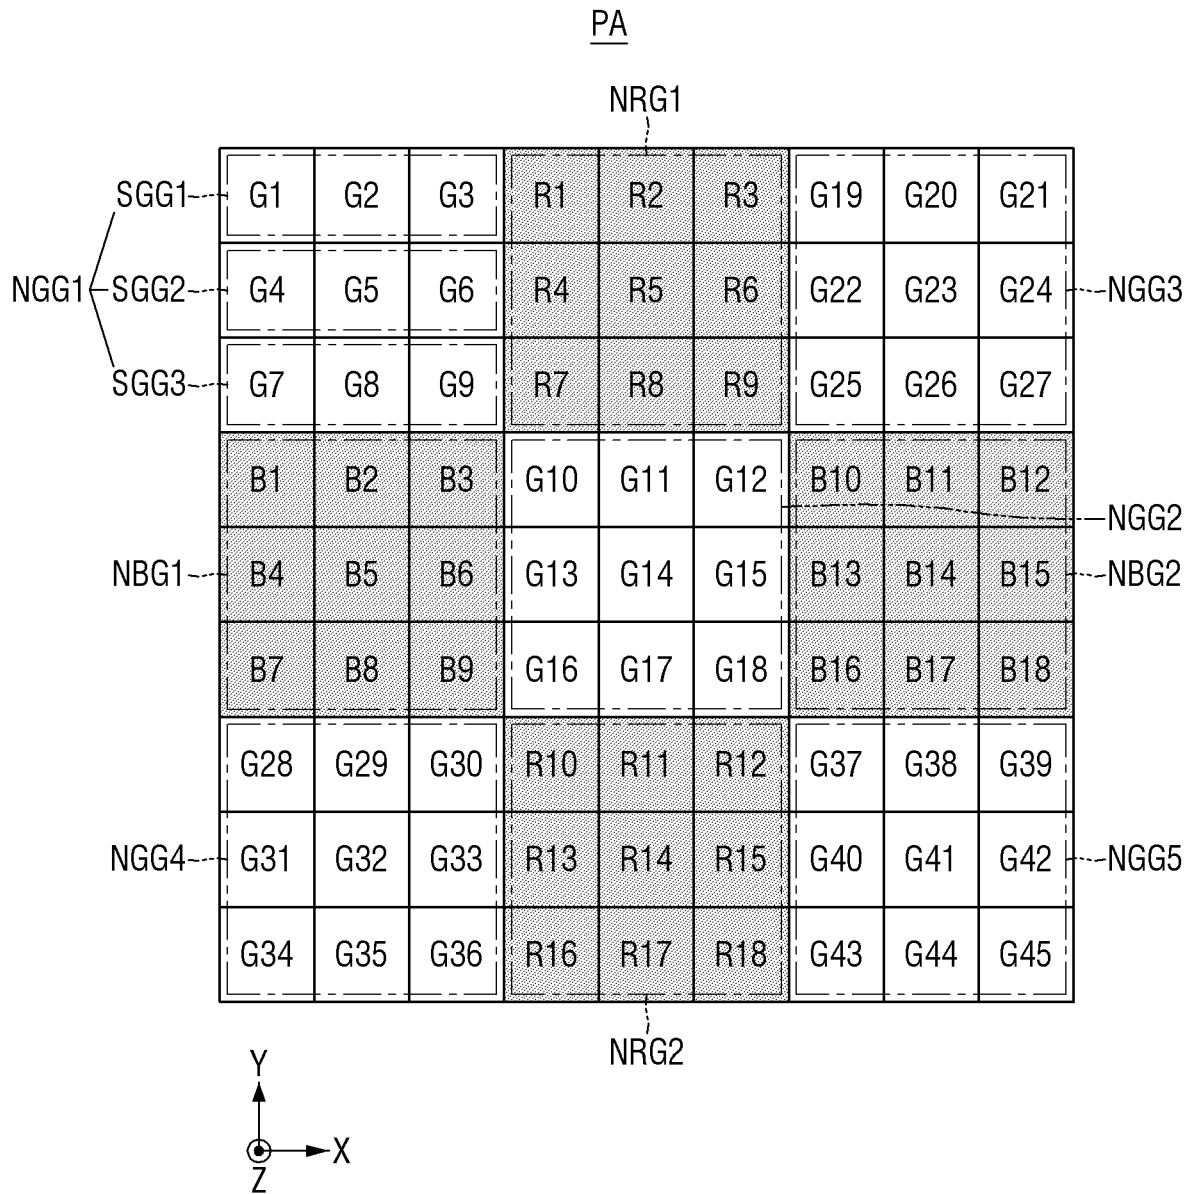 PA
NRG1
SGG1 G1 G2 G3 R1 R2 R3 G19 G20 G21
NGG1 SGG2 G4 G5 G6 R4 R5 R6 G22 G23 G24 NGG3
SGG3 G7 G8 G9 R7 R8 R9 G25 G26 G27
B1 B2 B3 G10 G11 G12 B10 B11 B12
NGG2
NBG1 B4 B5 B6 G13 G14 G15 B13 B14 B15 NBG2
B7 B8 B9 G16 G17 G18 B16 B17 B18
G28 G29 G30 R10 R11 R12 G37 G38 G39
NGG4 G31 G32 G33 R13 R14 R15 G40 G41 G42 NGG5
G34 G35 G36 R16 R17 R18 G43 G44 G45
NRG2
Y
X
Z